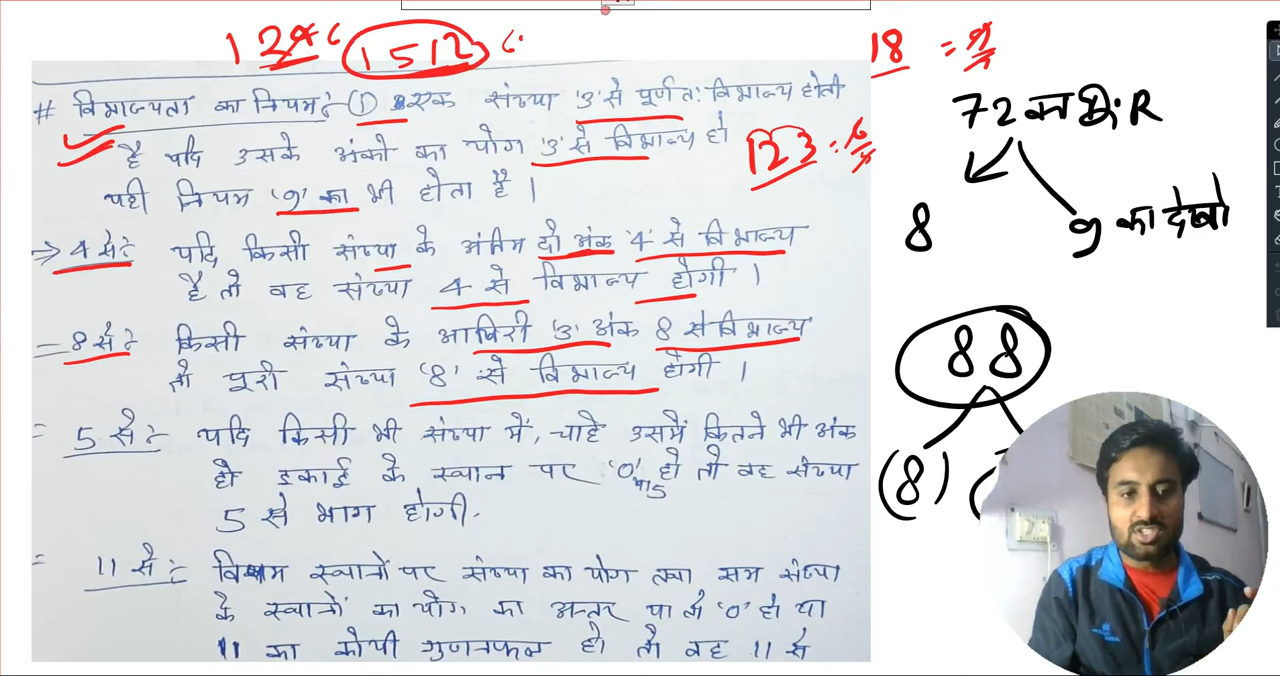 1512
18 =
# विभाज्यता का नियम:- ① एक संख्या '3' से पूर्णत: विभाज्य होती
है यदि उसके अंको का योग '3' से विभाज्य हो
यही नियम '9' का भी होता है ।
123
72 का
R
8
9 का देखो
→ 4 से:- यदि किसी संख्या के अंतिम दो अंक '4' से विभाज्य
है तो वह संख्या 4 से विभाज्य होगी ।
= 8 से:- किसी संख्या के आखिरी '3' अंक 8 से विभाज्य
तो पूरी संख्या '8' से विभाज्य होगी ।
88
(8)
= 5 से:- यदि किसी भी संख्या में, चाहे उसमें कितने भी अंक
हो इकाई के स्थान पर '0' या 5 हो तो वह संख्या
5 से भाग होगी.
= 11 से:- विषम स्थानों पर संख्या का योग तथा सम संख्या
के स्थानों का योग, का अन्तर या तो '0' हो या
11 का कोयी गुणनफल हो तो वह 11 से